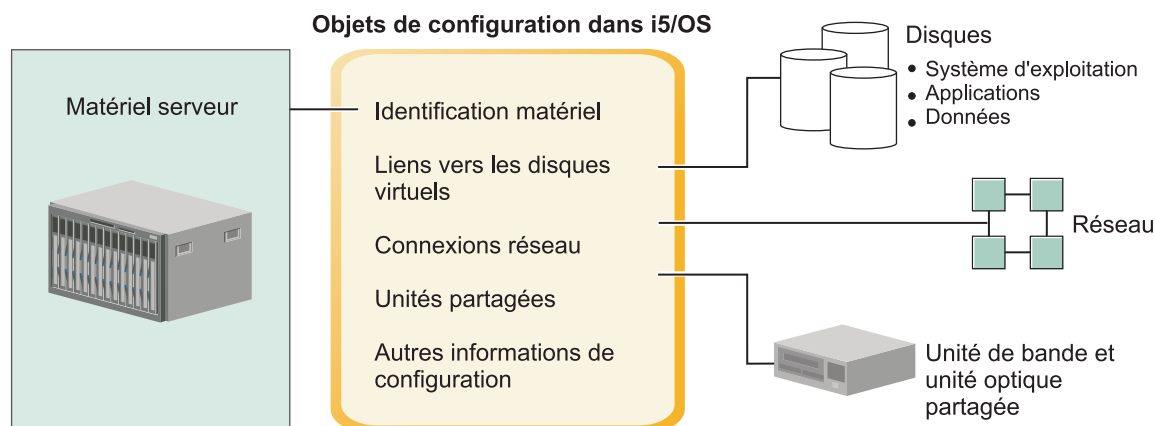 Objets de configuration dans i5/OS
Matériel serveur
Identification matériel
Liens vers les disques
virtuels
Connexions réseau
Unités partagées
Autres informations de
configuration
Disques
• Système d'exploitation
• Applications
• Données
Réseau
Unité de bande et
unité optique
partagée